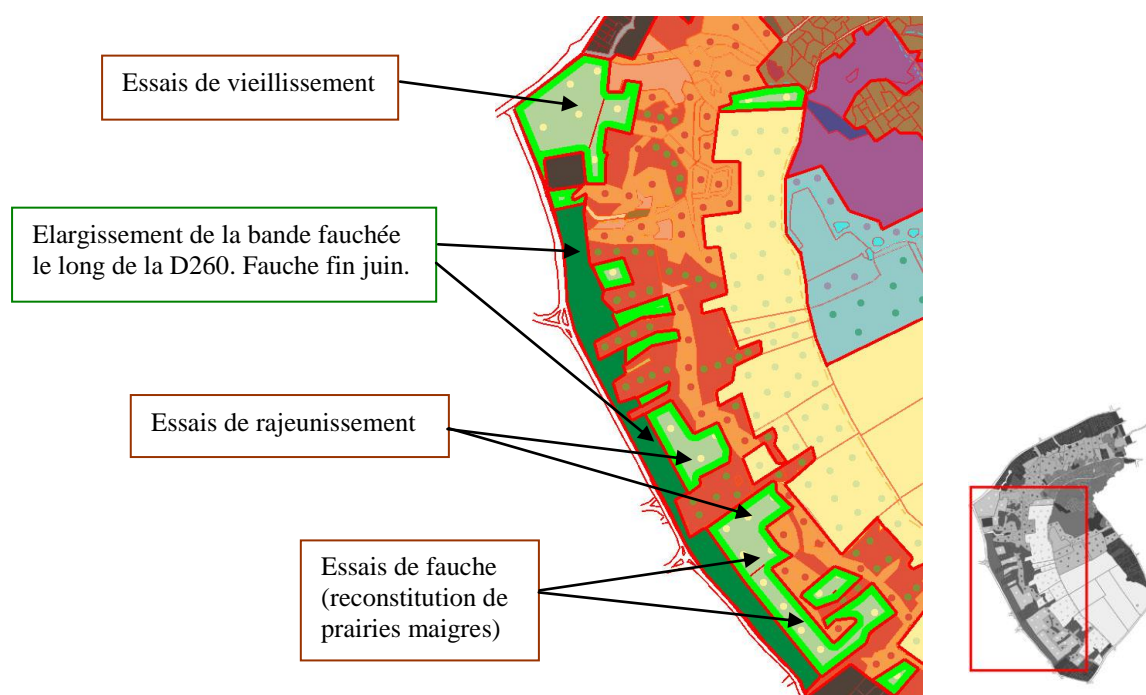 Essais de vieillissement
Elargissement de la bande fauchée
le long de la D260. Fauche fin juin.
Essais de rajeunissement
Essais de fauche
(reconstitution de
prairies maigres)